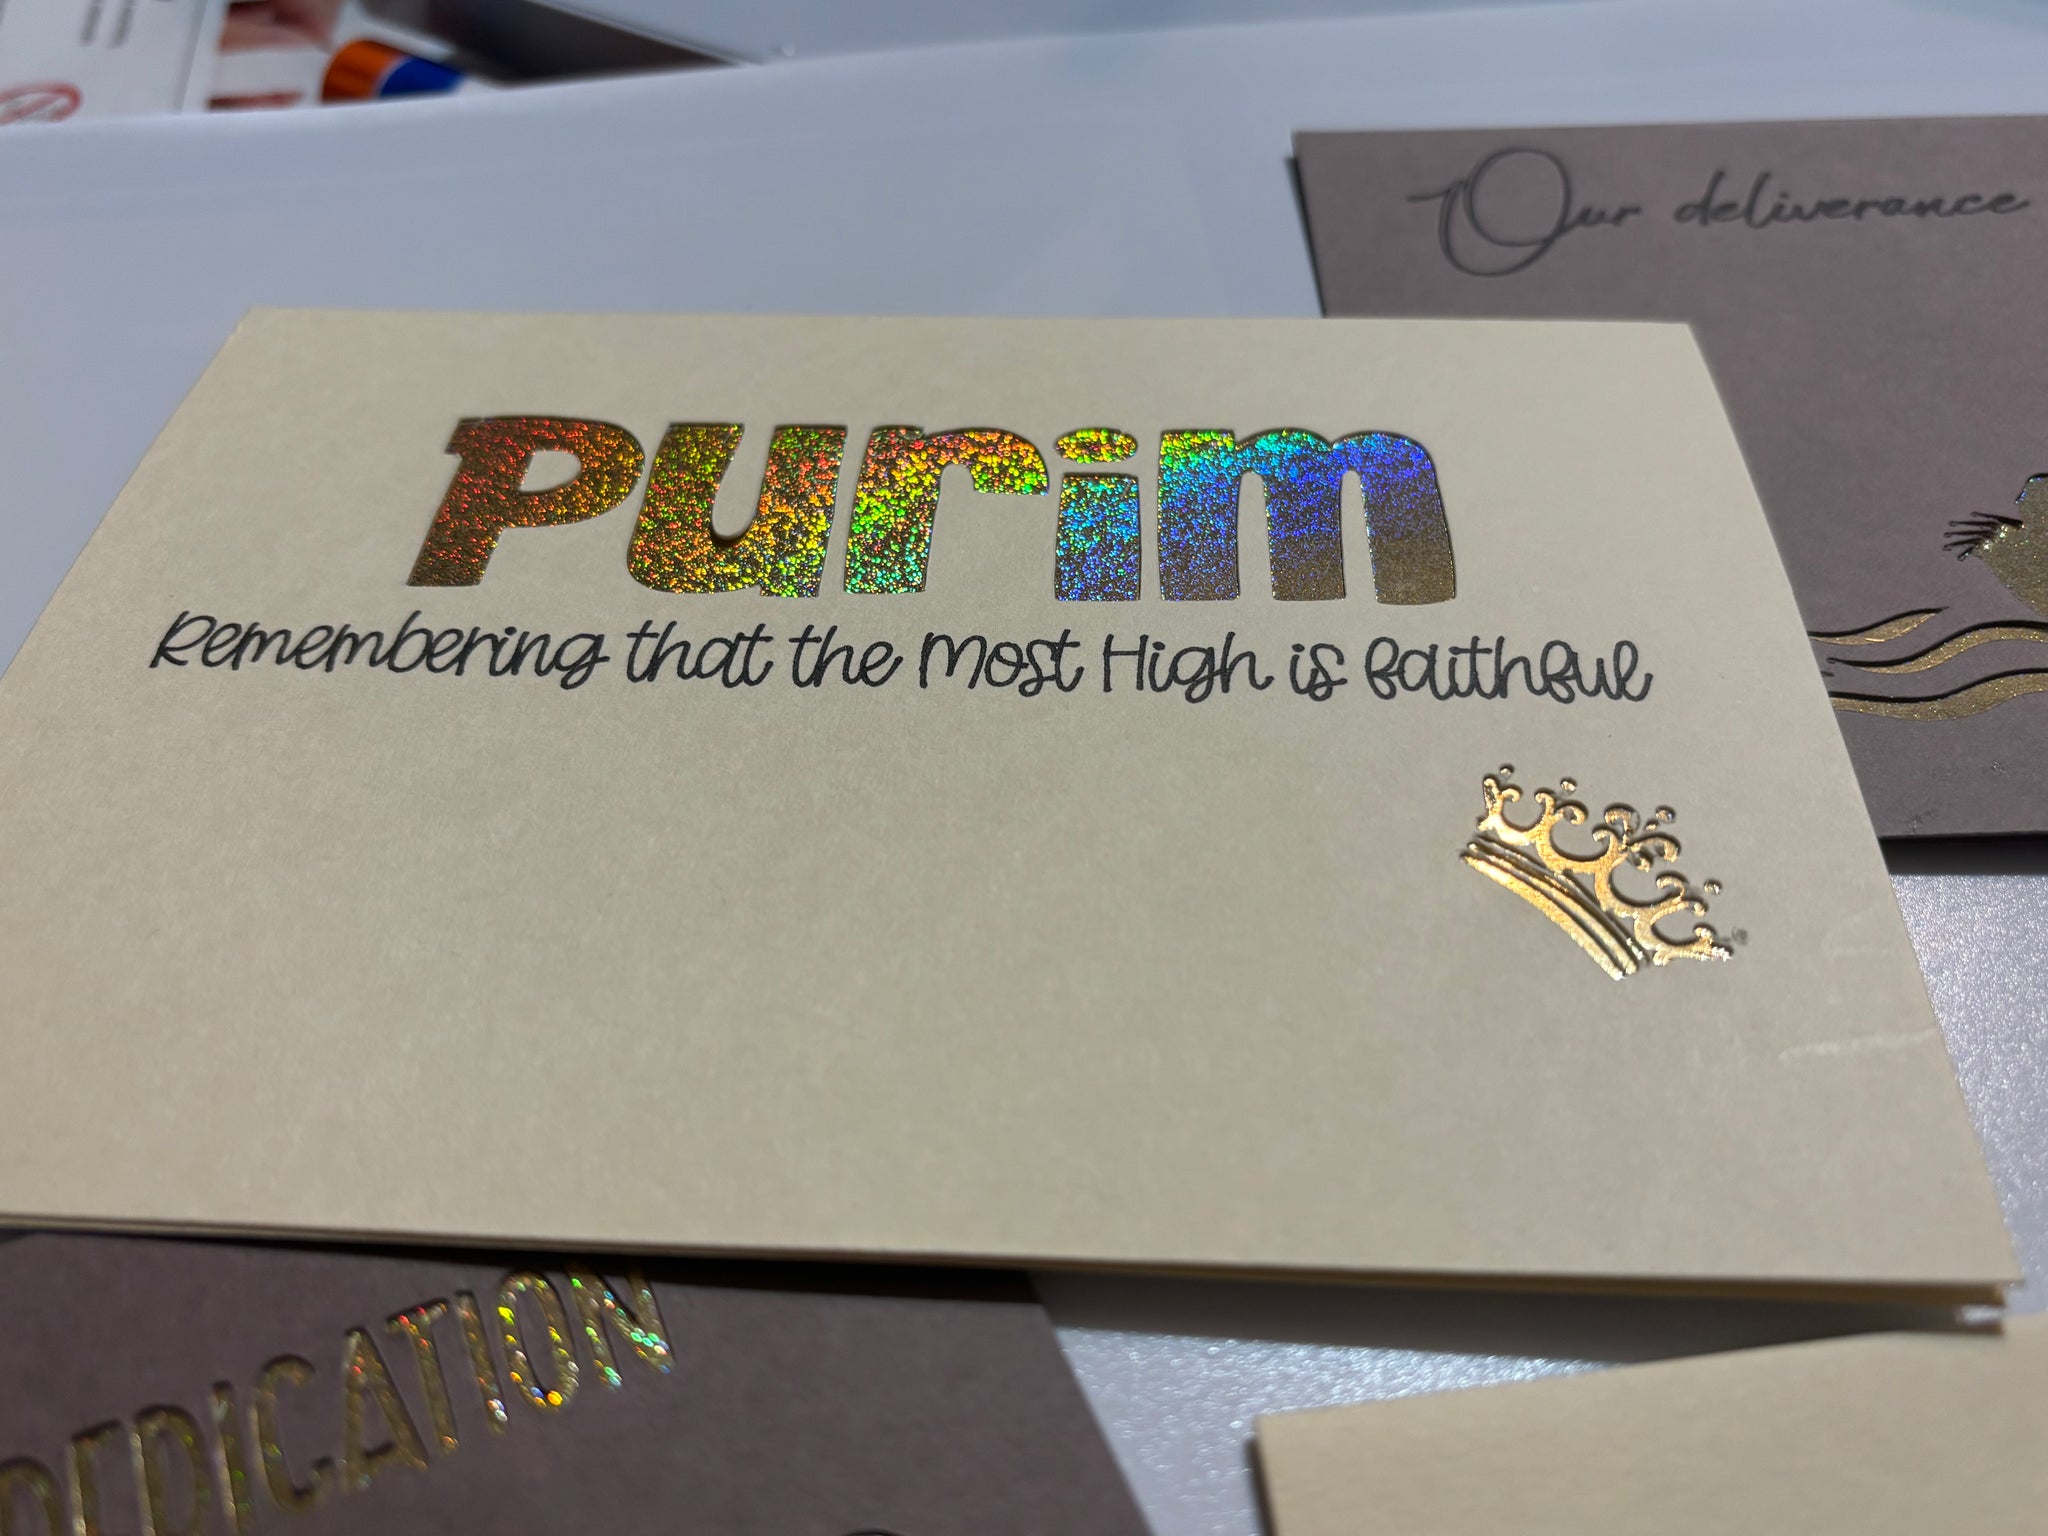 Our deliverance
Purim
Remembering that the Most High is faithful
DEDICATION